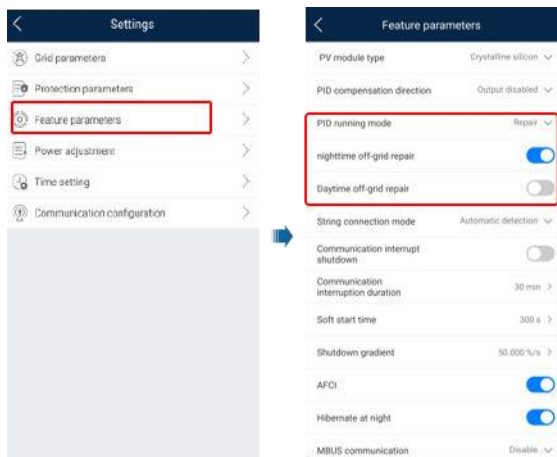 Settings
Grid parameters
Protection parameters
Feature parameters
Power adjustment
Time setting
Communication configuration
Feature parameters
PV module type Crystalline silicon
PID compensation direction Output disabled
PID running mode Repair
nighttime off-grid repair
Daytime off-grid repair
String connection mode Automatic detection
Communication interrupt
shutdown
Communication
interruption duration 30 min
Soft start time 300 s
Shutdown gradient 50.000 %/s
AFCI
Hibernate at night
MBUS communication Disable